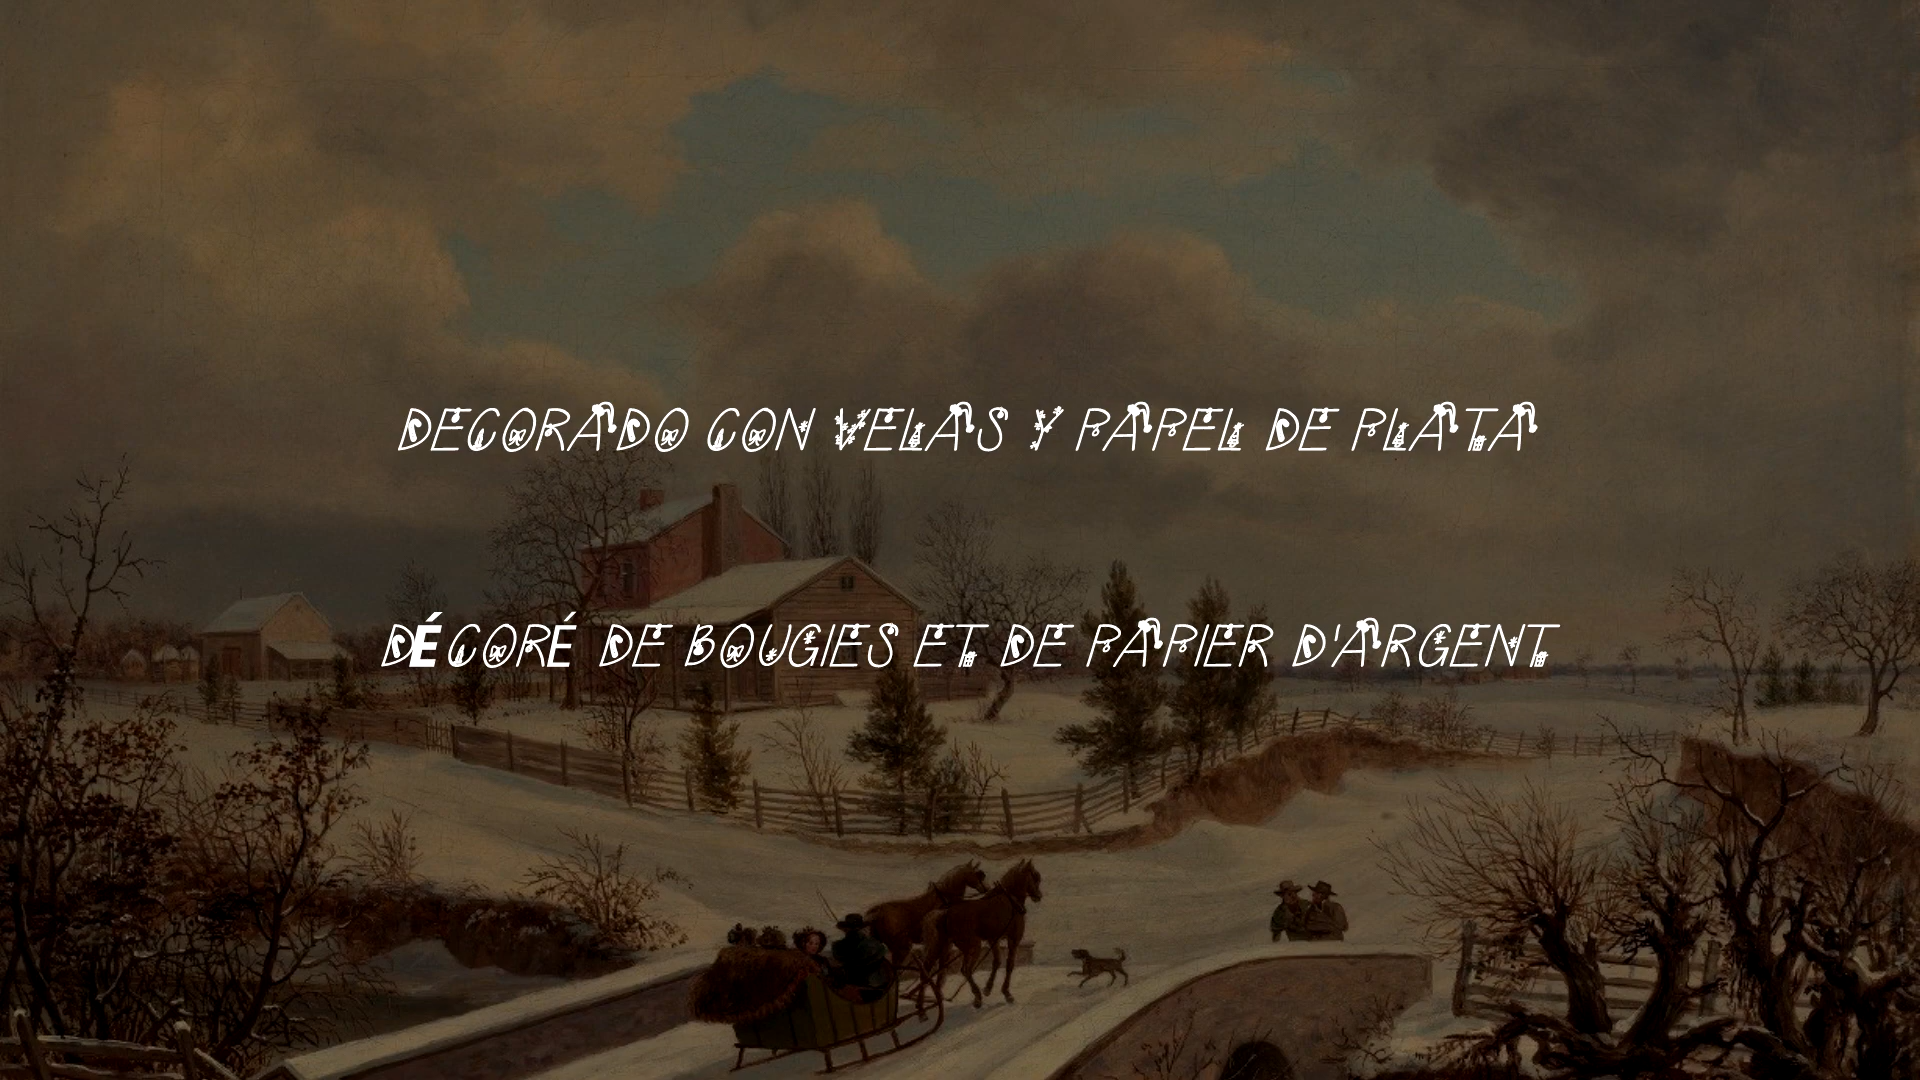 DECORADO CON VELAS Y PAPEL DE PLATA
DÉCORÉ DE BOUGIES ET DE PAPIER D'ARGENT